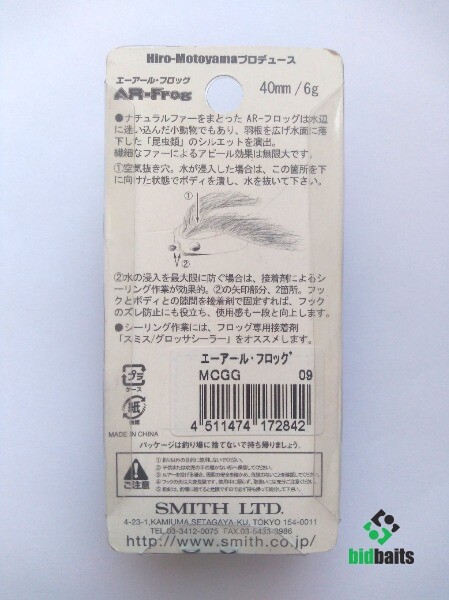 Hiro-Motoyamaプロデュース
エーアール・フロッグ
AR-Frog
40mm/6g
●ナチュラルファーをまとった AR-フロッグは水辺
に迷い込んだ小動物でもあり、羽根を広げ水面に落
下した「昆虫類」のシルエットを演出。
繊細なファーによるアピール効果は無限大です。
①空気抜き穴。水が浸入した場合は、この箇所を下
に向けた状態でボディを潰し、水を抜いて下さい。
①
②
②水の浸入を最大限に防ぐ場合は、接着剤によるシ
ーリング作業が効果的。②の矢印部分、2箇所。フッ
クとボディとの隙間を接着剤で固定すれば、フック
のズレ防止にも役立ち、使用感も一段と向上します。
●シーリング作業には、フロッグ専用接着剤
「スミス/グロッサシーラー」をオススメします。
エーアール・フロッグ
MCGG 09
4 511474 172842
プラ
ケース
紙
MADE IN CHINA
パッケージは釣り場に捨てないで持ち帰りましょう。
ご注意
SMITH LTD.
4-23-1,KAMIUMA,SETAGAYA-KU, TOKYO 154-0011
TEL.03-3412-0075 FAX.03-5433-8986
http://www.smith.co.jp/
bidbaits